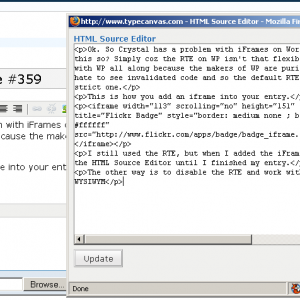 http://www.typecanvas.com - HTML Source Editor - Mozilla Fi
HTML Source Editor
<p>Ok. So Crystal has a problem with iFrames on Wor
this so? Simply coz the RTE on WP isn't that flexib
with WP all along because the makers of WP are puri
hate to see invalidated code and so the default RTE
strict one.</p>
<p>This is how you add an iframe into your entry.</
<p><iframe width="113" scrolling="no" height="151"
title="Flickr Badge" style="border: medium none ; b
#ffffff"
src="http://www.flickr.com/apps/badge/badge_iframe.
</iframe></p>
<p>I still used the RTE, but when I added the iFram
the HTML Source Editor until I finished my entry.</
<p>The other way is to disable the RTE and work wit
WYSIWYM</p>
Update
Done
e #359
m with iFrames o
cause the make
e into your ent
Browse...